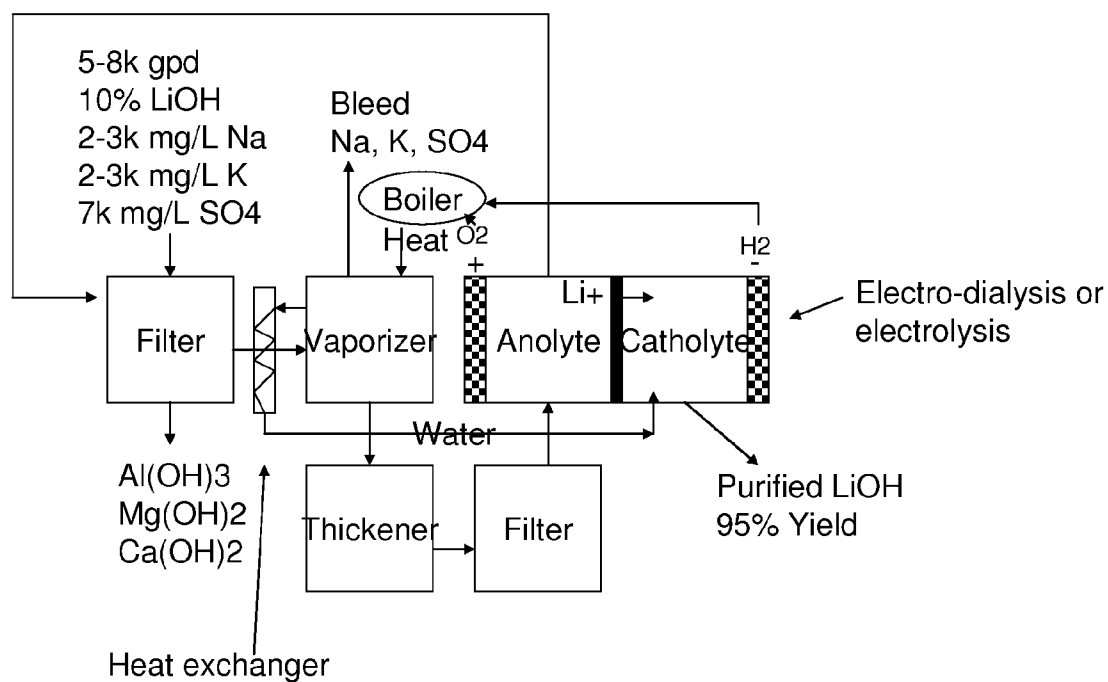 5-8k gpd
10% LiOH
2-3k mg/L Na
2-3k mg/L K
7k mg/L SO4
Bleed
Na, K, SO4
Boiler
Heat
O2
+
H2
-
Li+
Electro-dialysis or
electrolysis
Filter
Vaporizer
Anolyte
Catholyte
Water
Al(OH)3
Mg(OH)2
Ca(OH)2
Thickener
Filter
Purified LiOH
95% Yield
Heat exchanger